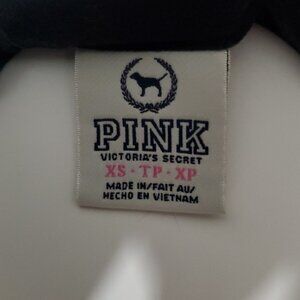 PINK
VICTORIA'S SECRET
XS · TP · XP
MADE IN/FAIT AU/
HECHO EN VIETNAM